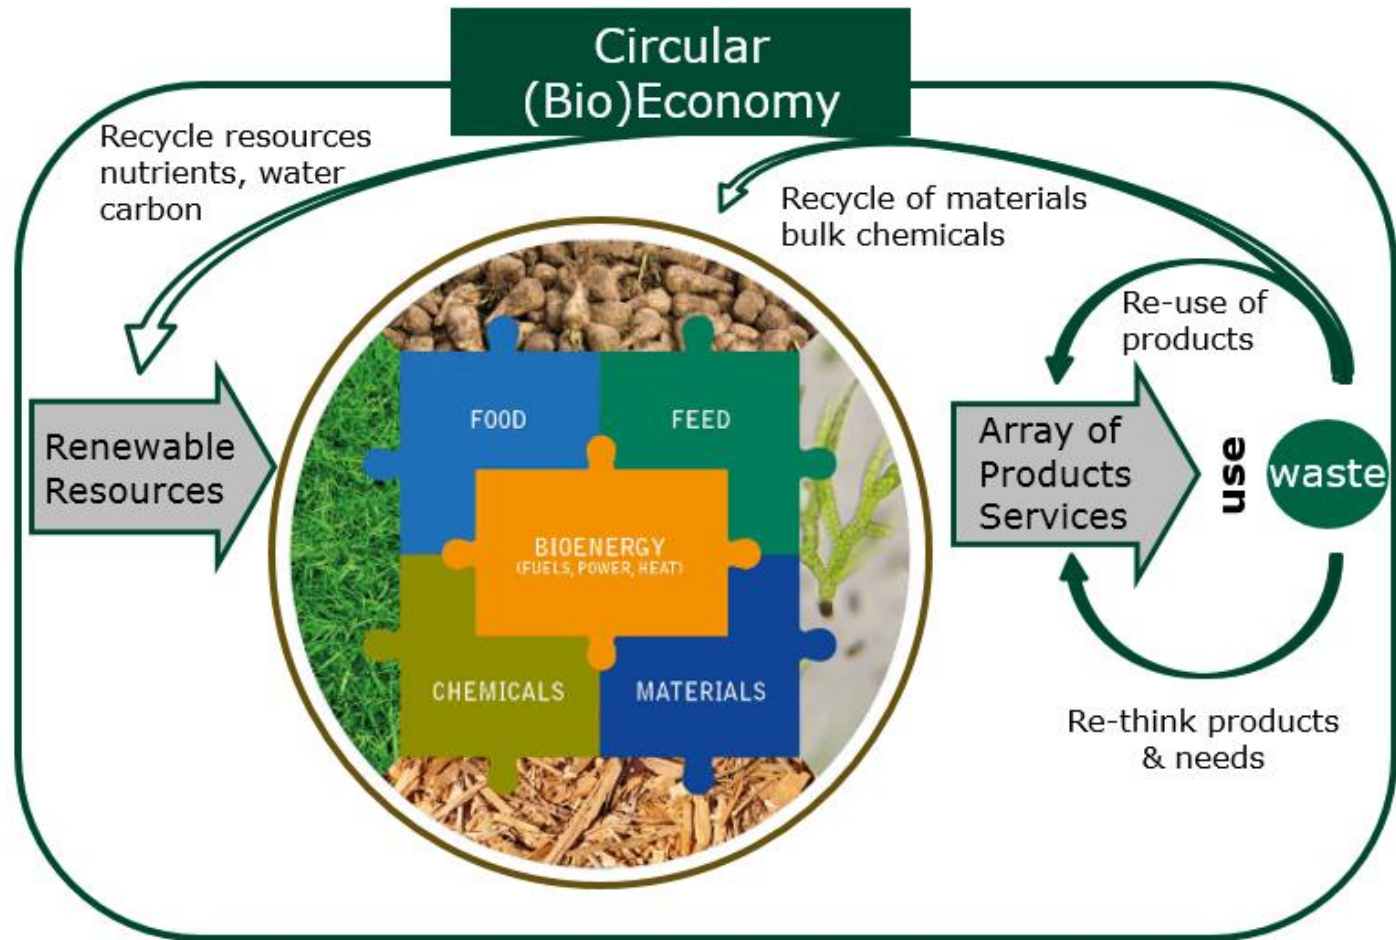 Circular
(Bio)Economy
Recycle resources
nutrients, water
carbon
Recycle of materials
bulk chemicals
Re-use of
products
Renewable
Resources
FOOD
FEED
BIOENERGY
(FUELS, POWER, HEAT)
CHEMICALS
MATERIALS
Array of
Products
Services
use
waste
Re-think products
& needs